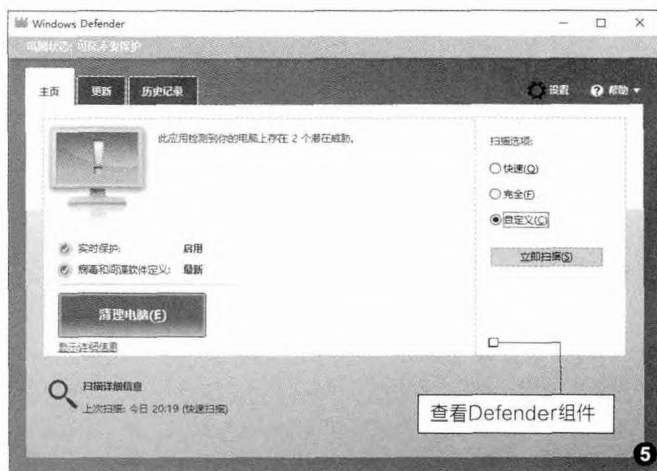 Windows Defender
电脑状态: 可能不受保护
主页
更新
历史记录
设置
帮助
此应用检测到你的电脑上存在 2 个潜在威胁。
实时保护: 启用
病毒和间谍软件定义: 最新
清理电脑(E)
显示详细信息
扫描选项:
快速(Q)
完全(F)
自定义(C)
立即扫描(S)
扫描详细信息
上次扫描: 今日 20:19 (快速扫描)
查看Defender组件
5